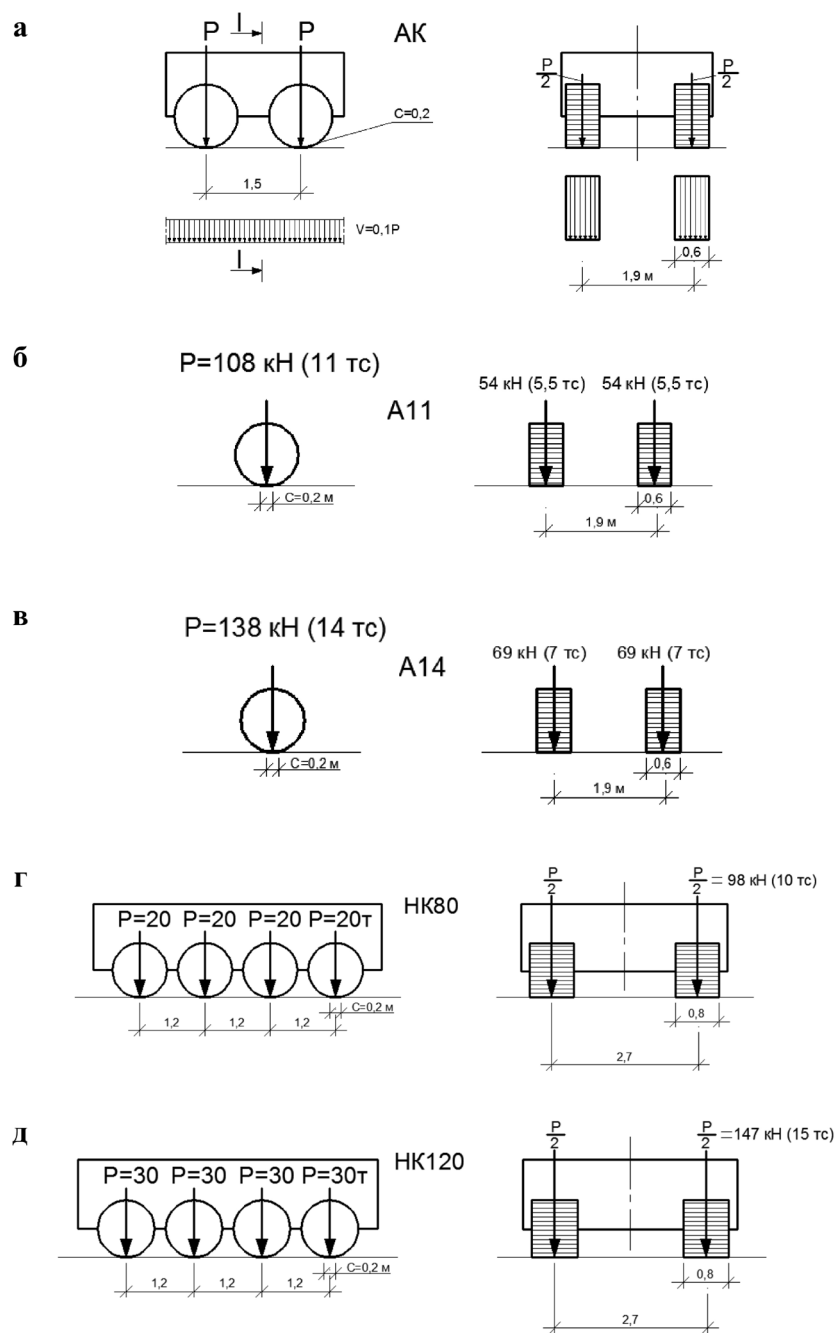 а
P
I
P
АК
C=0,2
1,5
V=0,1P
I
P
2
P
2
0,6
1,9 м
б
P=108 кН (11 тс)
А11
C=0,2 м
54 кН (5,5 тс)
54 кН (5,5 тс)
0,6
1,9 м
в
P=138 кН (14 тс)
А14
C=0,2 м
69 кН (7 тс)
69 кН (7 тс)
0,6
1,9 м
г
P=20
P=20
P=20
P=20т
НК80
C=0,2 м
1,2
1,2
1,2
P
2
P
2
= 98 кН (10 тс)
0,8
2,7
д
P=30
P=30
P=30
P=30т
НК120
C=0,2 м
1,2
1,2
1,2
P
2
P
2
=147 кН (15 тс)
0,8
2,7